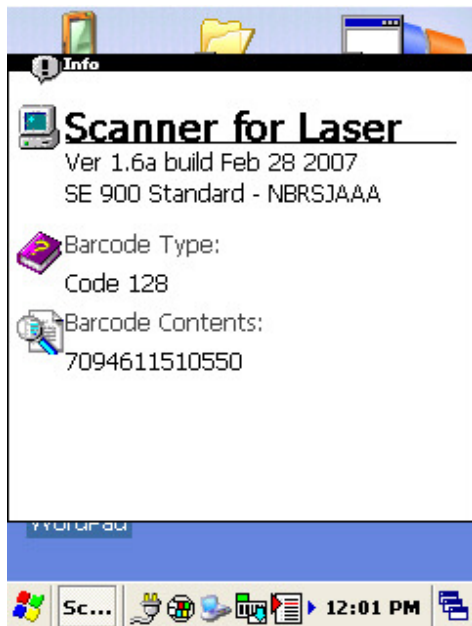 Info
Scanner for Laser
Ver 1.6a build Feb 28 2007
SE 900 Standard - NBRSJAAA
Barcode Type:
Code 128
Barcode Contents:
7094611510550
WordPad
Sc...
12:01 PM